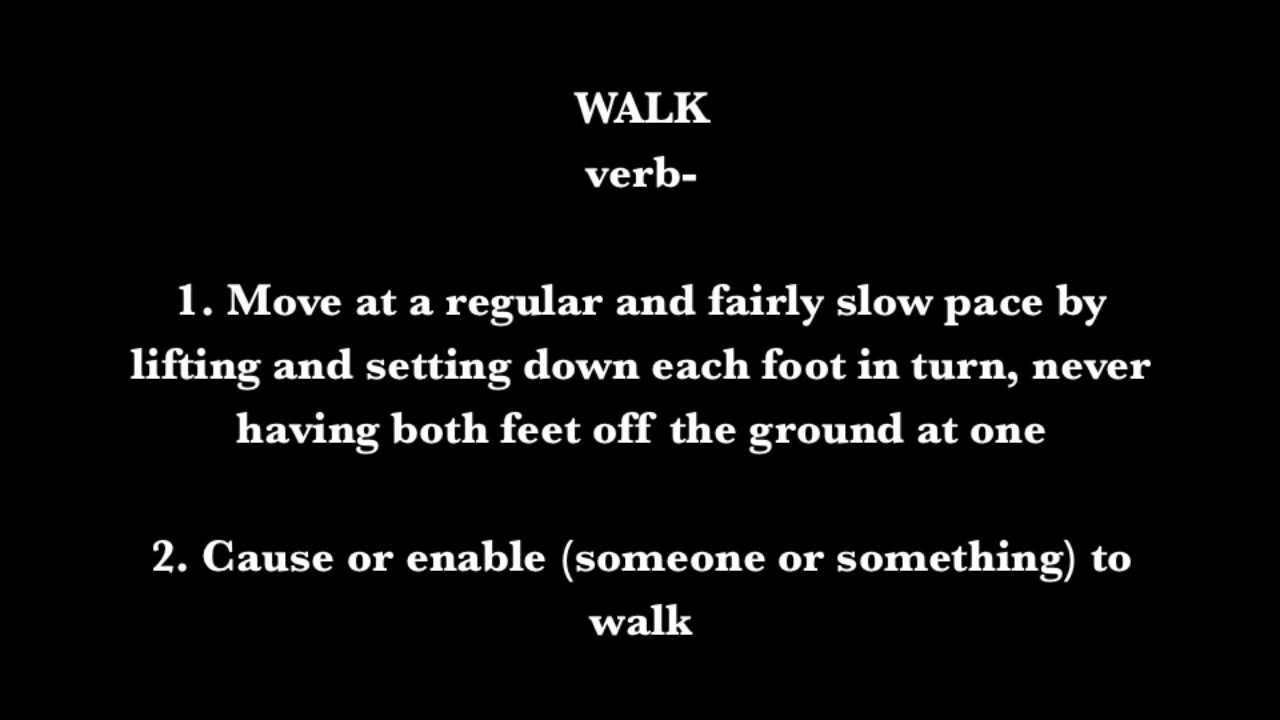 WALK
verb-
1. Move at a regular and fairly slow pace by
lifting and setting down each foot in turn, never
having both feet off the ground at one
2. Cause or enable (someone or something) to
walk